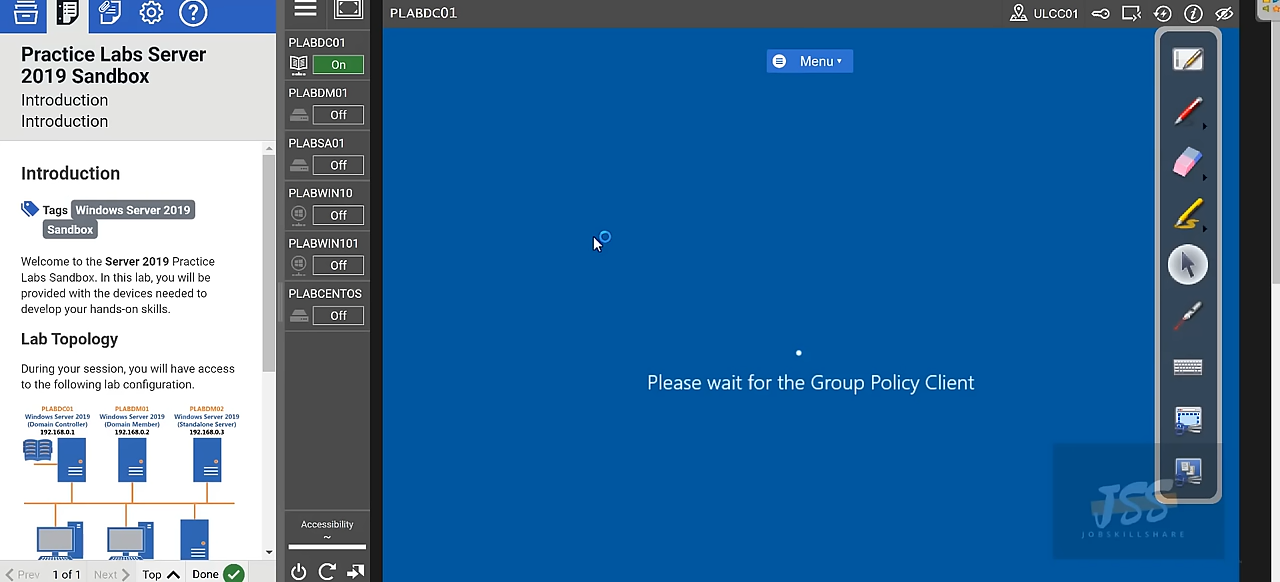 Practice Labs Server
2019 Sandbox
Introduction
Introduction
Introduction
Tags Windows Server 2019
Sandbox
Welcome to the Server 2019 Practice
Labs Sandbox. In this lab, you will be
provided with the devices needed to
develop your hands-on skills.
Lab Topology
During your session, you will have access
to the following lab configuration.
PLABDC01
Windows Server 2019
(Domain Controller)
192.168.0.1
PLABDM01
Windows Server 2019
(Domain Member)
192.168.0.2
PLABDM02
Windows Server 2019
(Standalone Server)
192.168.0.3
Prev 1 of 1 Next Top Done
PLABDC01
On
PLABDM01
Off
PLABSA01
Off
PLABWIN10
Off
PLABWIN101
Off
PLABCENTOS
Off
Accessibility
~
PLABDC01
ULCC01
Menu
Please wait for the Group Policy Client
JSS
JOBSKILLSHARE